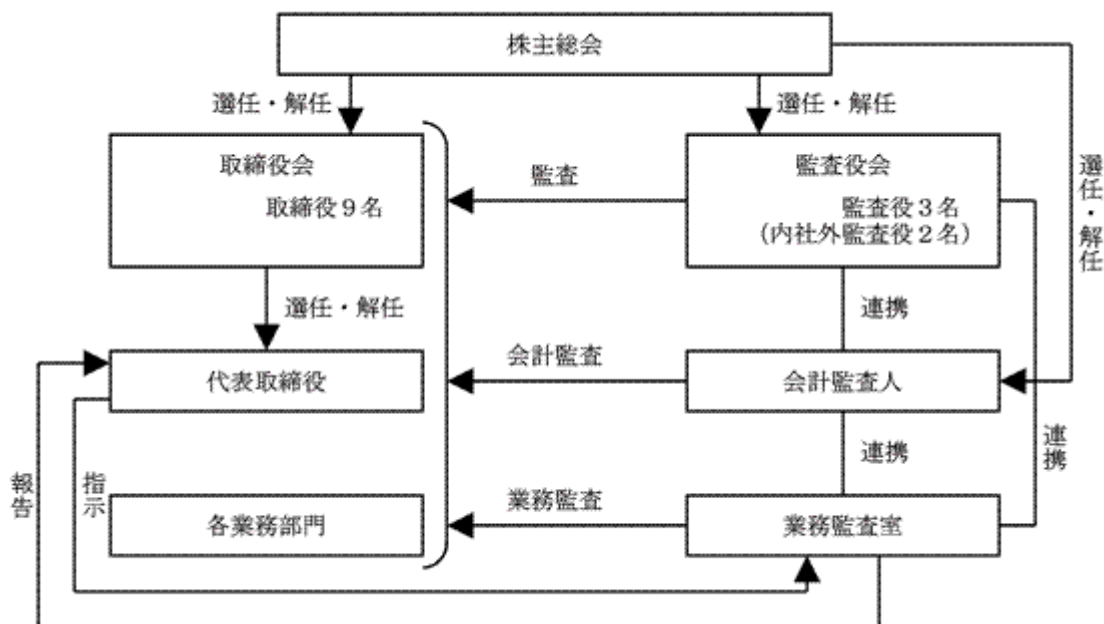 株主総会
選任・解任
選任・解任
選任・解任
取締役会
取締役9名
監査
監査役会
監査役3名
(内社外監査役2名)
選任・解任
連携
代表取締役
会計監査
会計監査人
報告
指示
連携
連携
各業務部門
業務監査
業務監査室